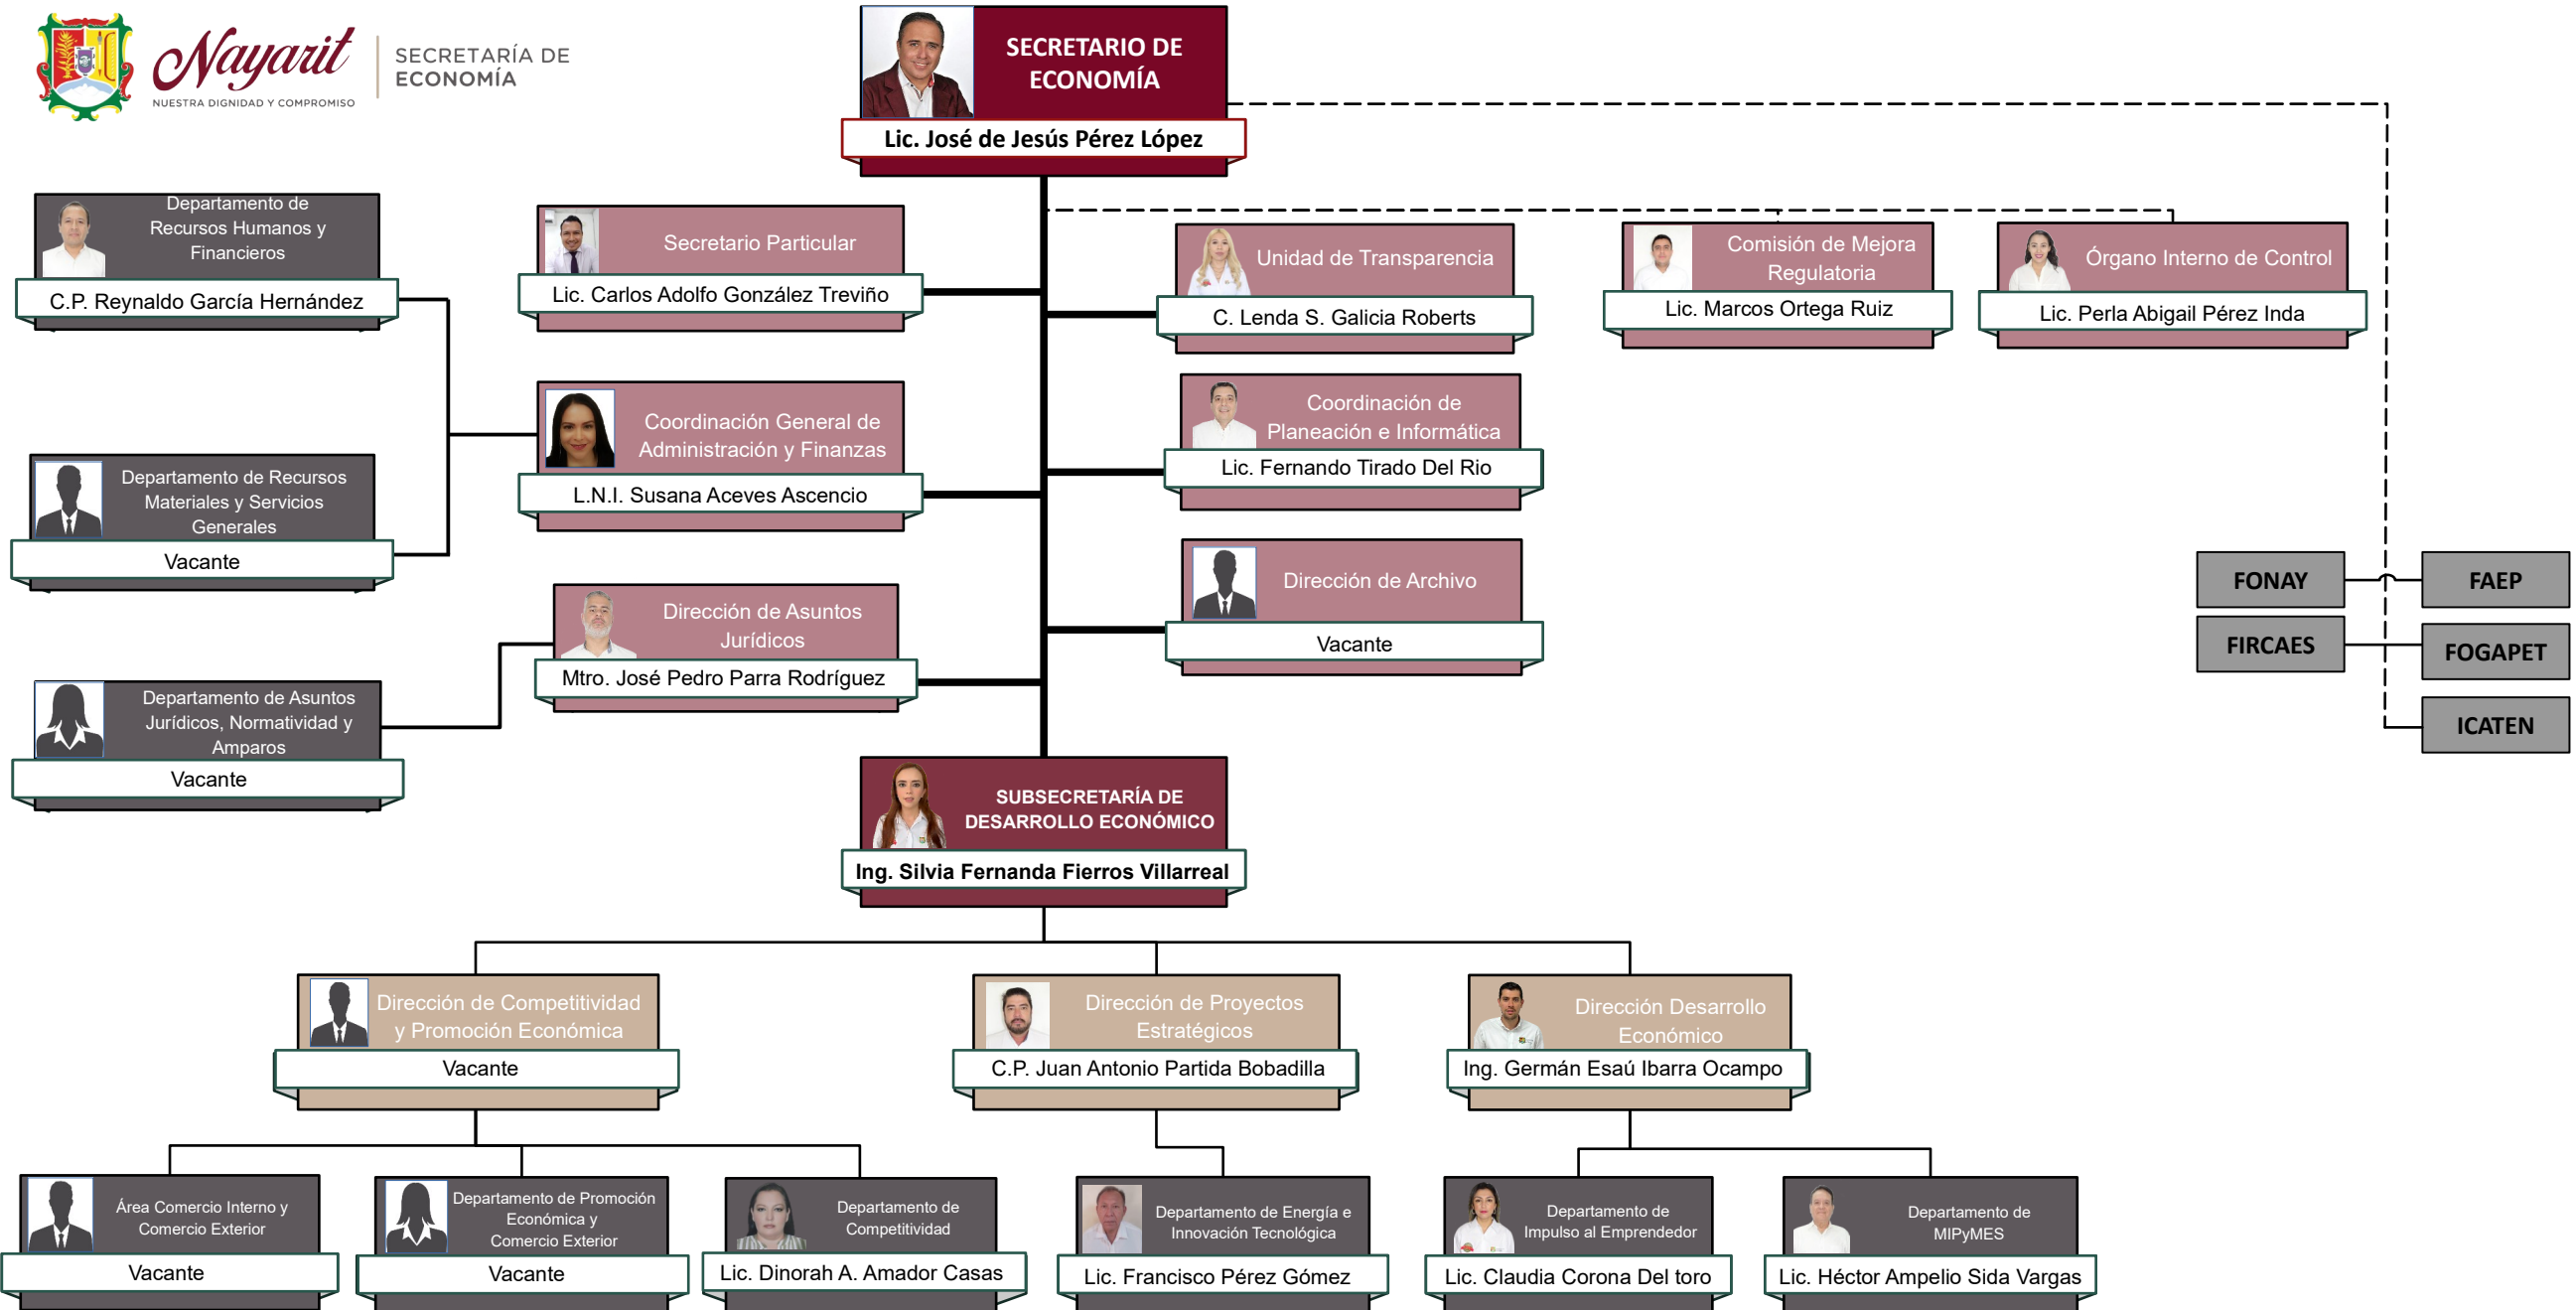 Nayarit
NUESTRA DIGNIDAD Y COMPROMISO
SECRETARÍA DE
ECONOMÍA
SECRETARIO DE
ECONOMÍA
Lic. José de Jesús Pérez López
Departamento de
Recursos Humanos y
Financieros
C.P. Reynaldo García Hernández
Secretario Particular
Lic. Carlos Adolfo González Treviño
Unidad de Transparencia
C. Lenda S. Galicia Roberts
Comisión de Mejora
Regulatoria
Lic. Marcos Ortega Ruiz
Órgano Interno de Control
Lic. Perla Abigail Pérez Inda
Departamento de Recursos
Materiales y Servicios
Generales
Vacante
Coordinación General de
Administración y Finanzas
L.N.I. Susana Aceves Ascencio
Coordinación de
Planeación e Informática
Lic. Fernando Tirado Del Rio
Dirección de Archivo
Vacante
FONAY
FAEP
FIRCAES
FOGAPET
ICATEN
Dirección de Asuntos
Jurídicos
Mtro. José Pedro Parra Rodríguez
Departamento de Asuntos
Jurídicos, Normatividad y
Amparos
Vacante
SUBSECRETARÍA DE
DESARROLLO ECONÓMICO
Ing. Silvia Fernanda Fierros Villarreal
Dirección de Competitividad
y Promoción Económica
Vacante
Dirección de Proyectos
Estratégicos
C.P. Juan Antonio Partida Bobadilla
Dirección Desarrollo
Económico
Ing. Germán Esaú Ibarra Ocampo
Área Comercio Interno y
Comercio Exterior
Vacante
Departamento de Promoción
Económica y
Comercio Exterior
Vacante
Departamento de
Competitividad
Lic. Dinorah A. Amador Casas
Departamento de Energía e
Innovación Tecnológica
Lic. Francisco Pérez Gómez
Departamento de
Impulso al Emprendedor
Lic. Claudia Corona Del toro
Departamento de
MIPyMES
Lic. Héctor Ampelio Sida Vargas